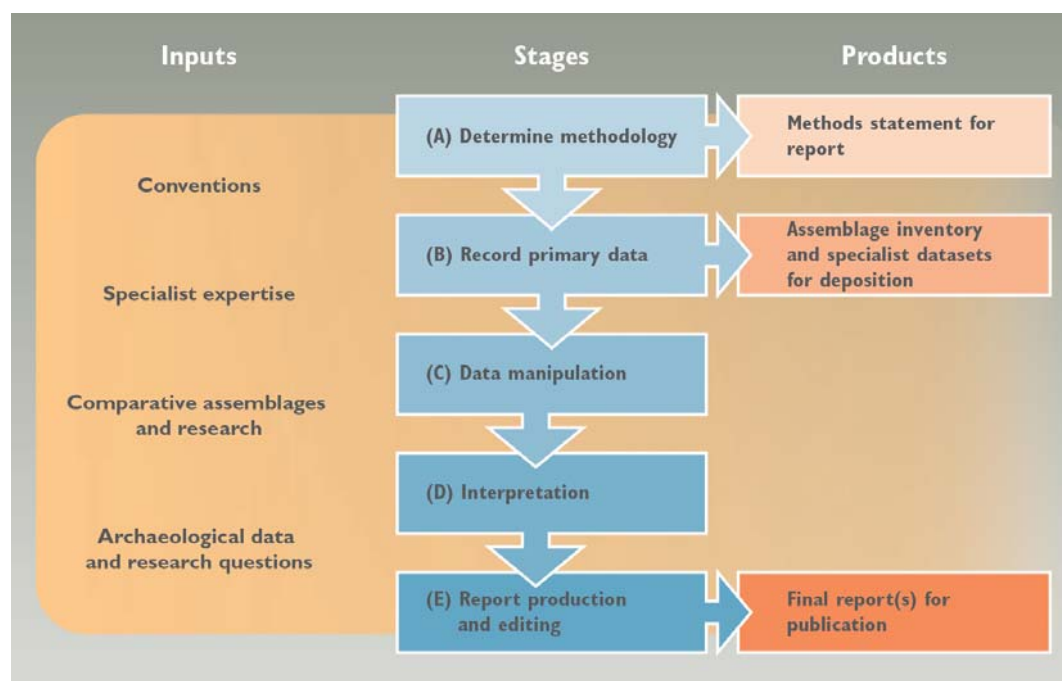 Inputs
Stages
Products
Conventions
Specialist expertise
Comparative assemblages
and research
Archaeological data
and research questions
(A) Determine methodology
(B) Record primary data
(C) Data manipulation
(D) Interpretation
(E) Report production
and editing
Methods statement for
report
Assemblage inventory
and specialist datasets
for deposition
Final report(s) for
publication